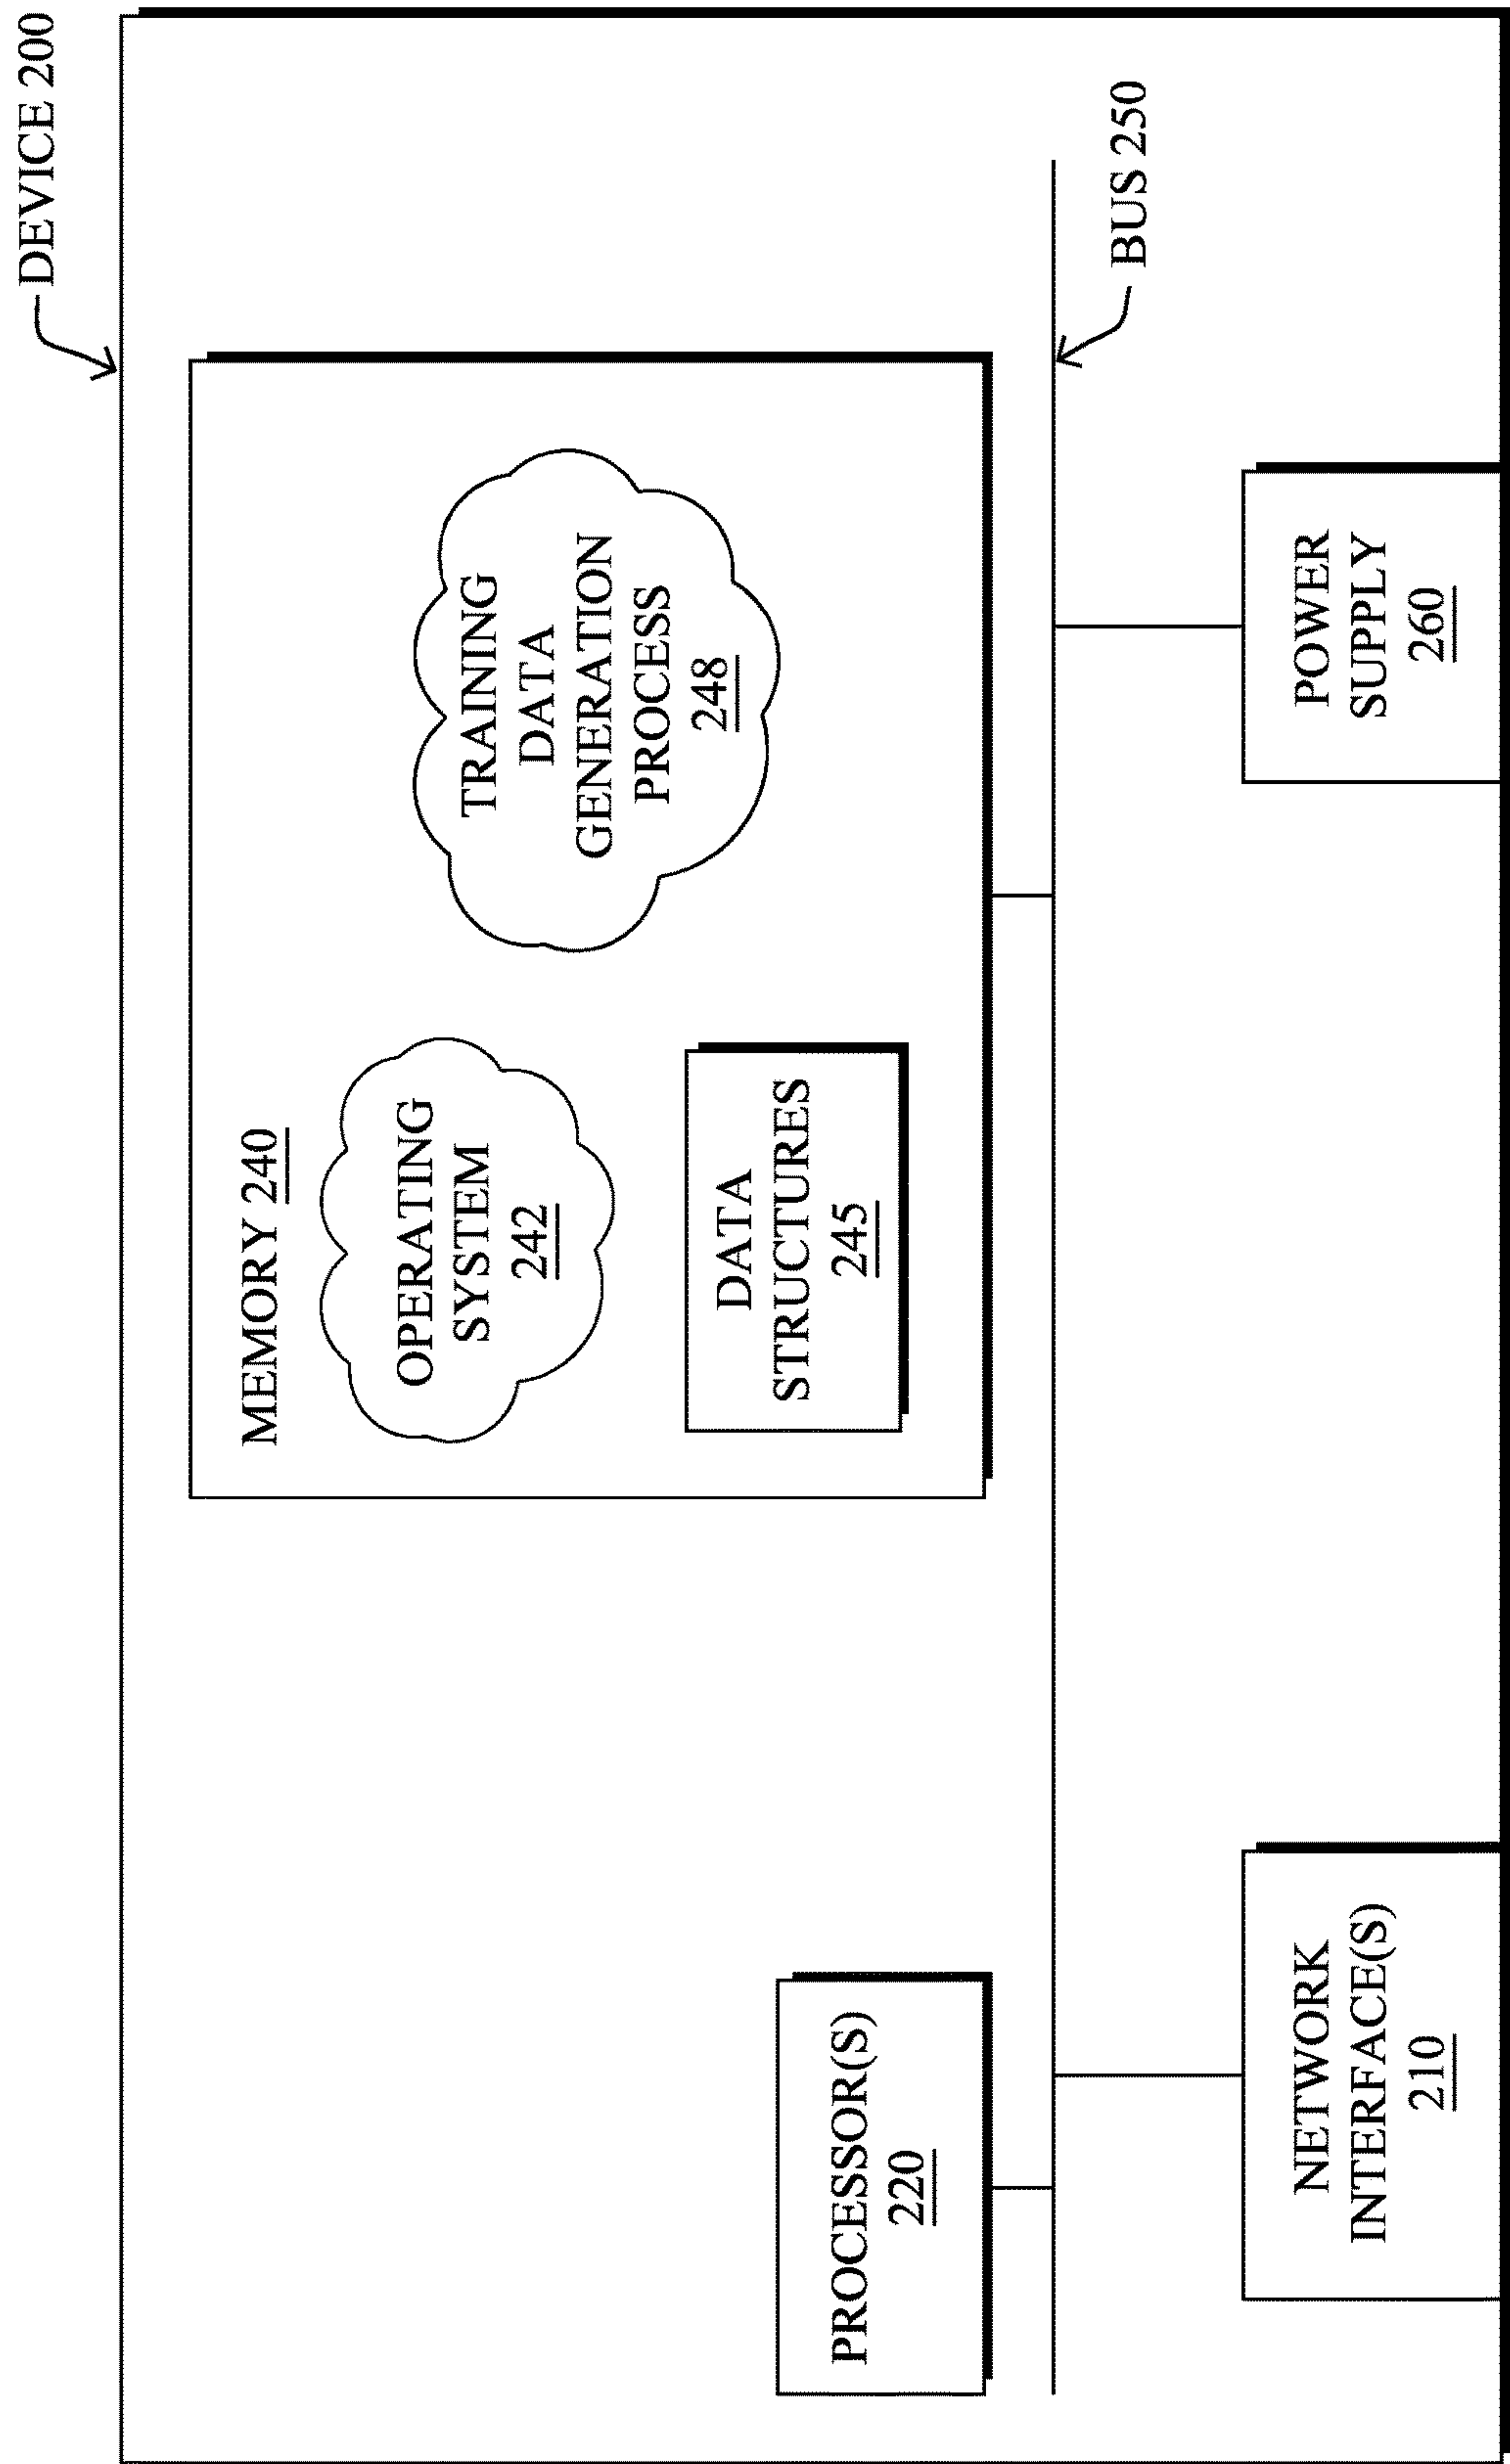 DEVICE 200
MEMORY 240
OPERATING
SYSTEM
242
TRAINING
DATA
GENERATION
PROCESS
248
DATA
STRUCTURES
245
PROCESSOR(S)
220
BUS 250
NETWORK
INTERFACE(S)
210
POWER
SUPPLY
260